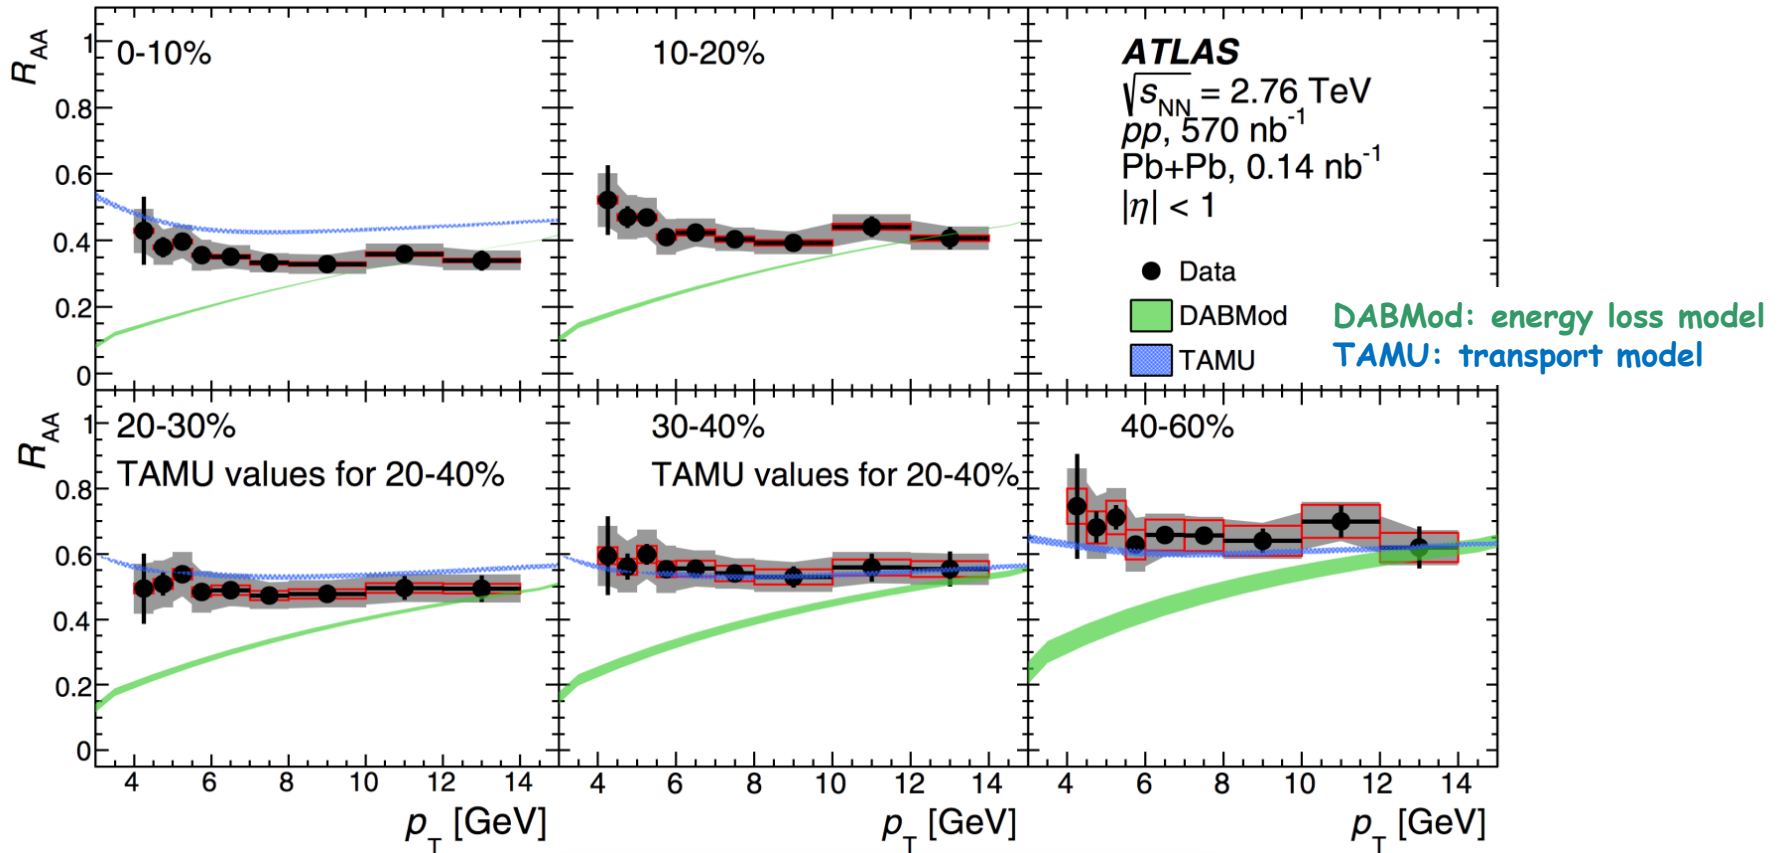 R_AA
1
0.8
0.6
0.4
0.2
0
0-10%
10-20%
ATLAS
√s_NN = 2.76 TeV
pp, 570 nb⁻¹
Pb+Pb, 0.14 nb⁻¹
|η| < 1
Data
DABMod
TAMU
DABMod: energy loss model
TAMU: transport model
R_AA
1
0.8
0.6
0.4
0.2
0
20-30%
TAMU values for 20-40%
30-40%
TAMU values for 20-40%
40-60%
4 6 8 10 12 14
4 6 8 10 12 14
4 6 8 10 12 14
p_T [GeV]
p_T [GeV]
p_T [GeV]